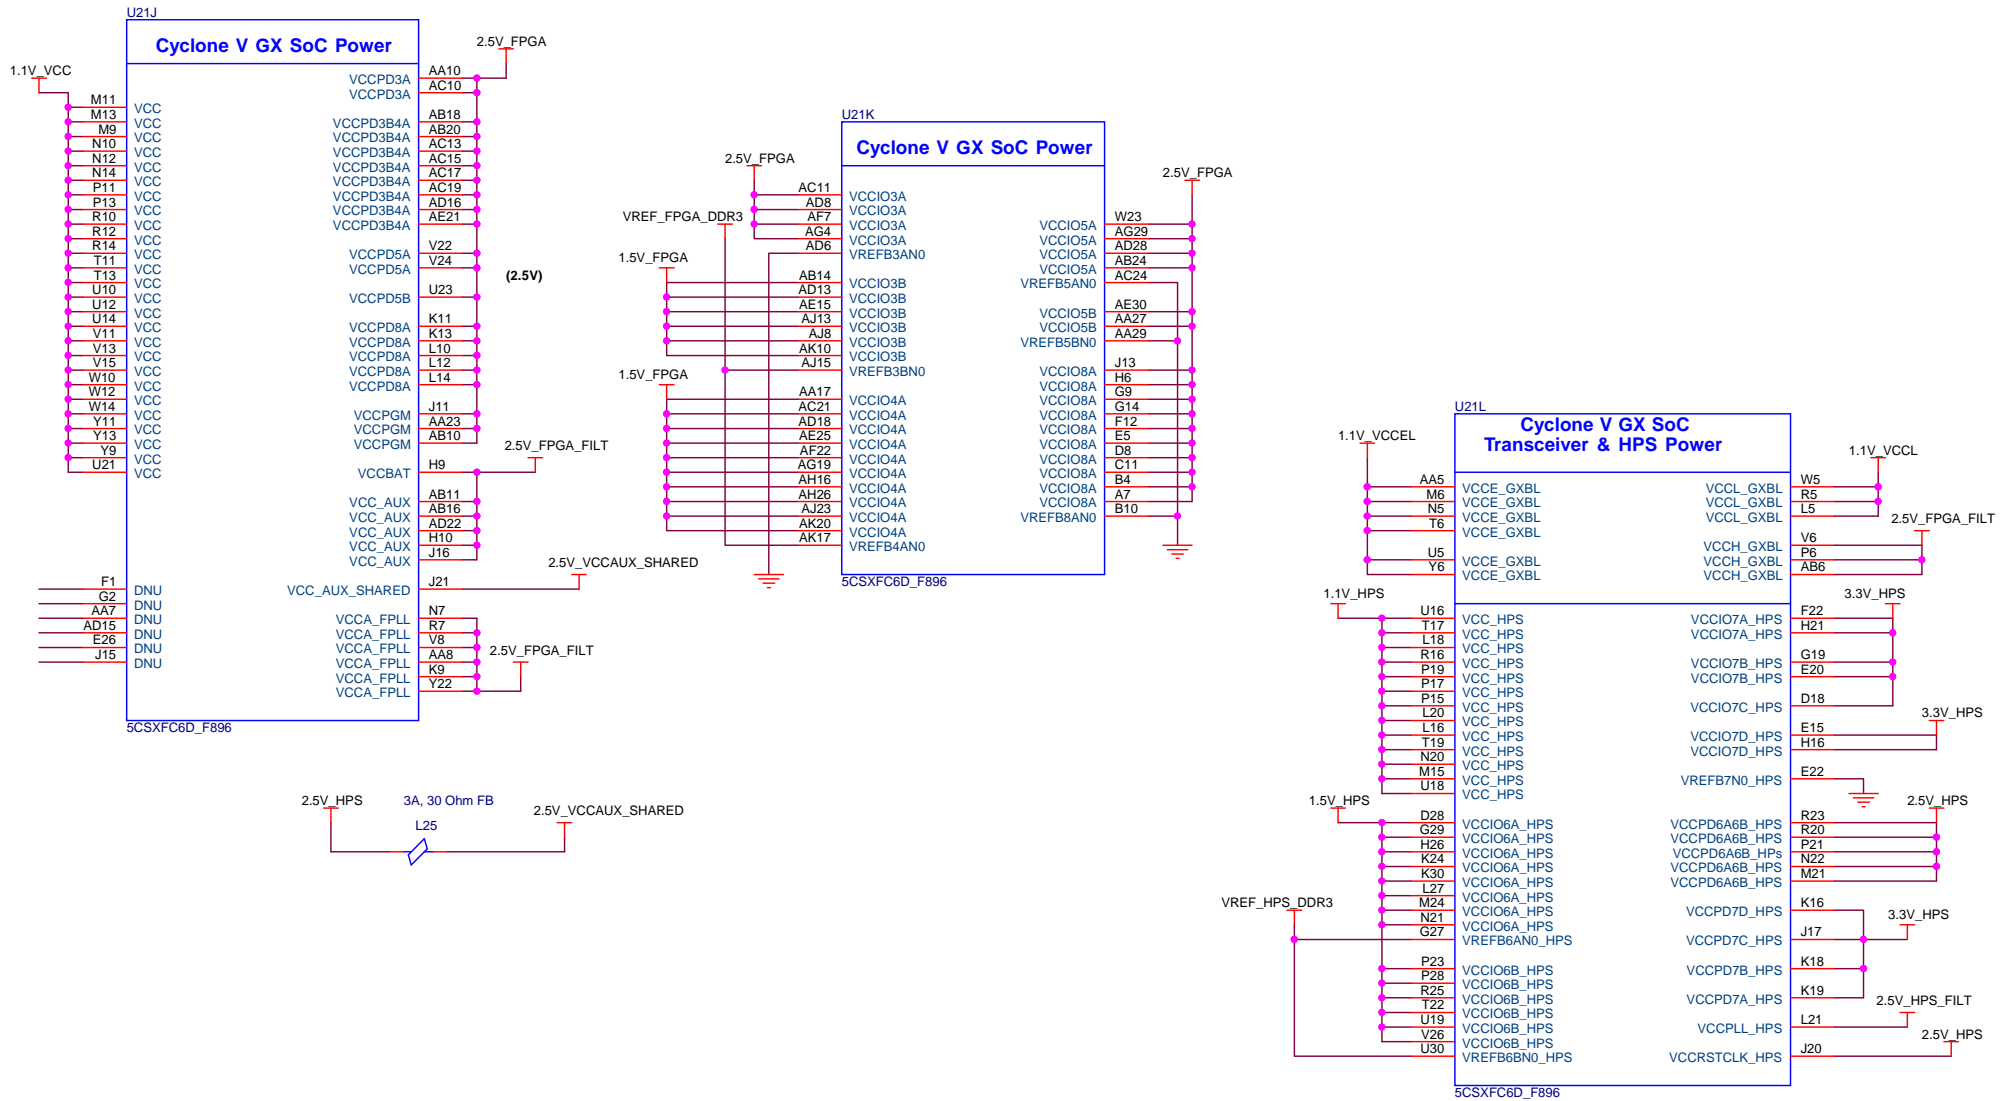 U21J
Cyclone V GX SoC Power
1.1V_VCC
2.5V_FPGA
M11 VCC
M13 VCC
M9 VCC
N10 VCC
N12 VCC
N14 VCC
P11 VCC
P13 VCC
R10 VCC
R12 VCC
R14 VCC
T11 VCC
T13 VCC
U10 VCC
U12 VCC
U14 VCC
V11 VCC
V13 VCC
V15 VCC
W10 VCC
W12 VCC
W14 VCC
Y11 VCC
Y13 VCC
Y9 VCC
U21 VCC
F1 DNU
G2 DNU
AA7 DNU
AD15 DNU
E26 DNU
J15 DNU
VCCPD3A AA10
VCCPD3A AC10
VCCPD3B4A AB18
VCCPD3B4A AB20
VCCPD3B4A AC13
VCCPD3B4A AC15
VCCPD3B4A AC17
VCCPD3B4A AC19
VCCPD3B4A AD16
VCCPD3B4A AE21
VCCPD5A V22
VCCPD5A V24
(2.5V)
VCCPD5B U23
VCCPD8A K11
VCCPD8A K13
VCCPD8A L10
VCCPD8A L12
VCCPD8A L14
VCCPGM J11
VCCPGM AA23
VCCPGM AB10
2.5V_FPGA_FILT
VCCBAT H9
VCC_AUX AB11
VCC_AUX AB16
VCC_AUX AD22
VCC_AUX H10
VCC_AUX J16
2.5V_VCCAUX_SHARED
VCC_AUX_SHARED J21
VCCA_FPLL N7
VCCA_FPLL R7
VCCA_FPLL V8
VCCA_FPLL AA8
VCCA_FPLL K9
VCCA_FPLL Y22
2.5V_FPGA_FILT
5CSXFC6D_F896
2.5V_HPS
3A, 30 Ohm FB
L25
2.5V_VCCAUX_SHARED
U21K
Cyclone V GX SoC Power
2.5V_FPGA
VREF_FPGA_DDR3
1.5V_FPGA
1.5V_FPGA
AC11 VCCIO3A
AD8 VCCIO3A
AF7 VCCIO3A
AG4 VCCIO3A
AD6 VREFB3AN0
AB14 VCCIO3B
AD13 VCCIO3B
AE15 VCCIO3B
AJ13 VCCIO3B
AJ8 VCCIO3B
AK10 VCCIO3B
AJ15 VREFB3BN0
AA17 VCCIO4A
AC21 VCCIO4A
AD18 VCCIO4A
AE25 VCCIO4A
AF22 VCCIO4A
AG19 VCCIO4A
AH16 VCCIO4A
AH26 VCCIO4A
AJ23 VCCIO4A
AK20 VCCIO4A
AK17 VREFB4AN0
2.5V_FPGA
VCCIO5A W23
VCCIO5A AG29
VCCIO5A AD28
VCCIO5A AB24
VREFB5AN0 AC24
VCCIO5B AE30
VCCIO5B AA27
VREFB5BN0 AA29
VCCIO8A J13
VCCIO8A H6
VCCIO8A G9
VCCIO8A G14
VCCIO8A F12
VCCIO8A E5
VCCIO8A D8
VCCIO8A C11
VCCIO8A B4
VCCIO8A A7
VREFB8AN0 B10
5CSXFC6D_F896
U21L
Cyclone V GX SoC
Transceiver & HPS Power
1.1V_VCCEL
AA5 VCCE_GXBL
M6 VCCE_GXBL
N5 VCCE_GXBL
T6 VCCE_GXBL
U5 VCCE_GXBL
Y6 VCCE_GXBL
1.1V_HPS
U16 VCC_HPS
T17 VCC_HPS
L18 VCC_HPS
R16 VCC_HPS
P19 VCC_HPS
P17 VCC_HPS
P15 VCC_HPS
L20 VCC_HPS
L16 VCC_HPS
T19 VCC_HPS
N20 VCC_HPS
M15 VCC_HPS
U18 VCC_HPS
1.5V_HPS
D28 VCCIO6A_HPS
G29 VCCIO6A_HPS
H26 VCCIO6A_HPS
K24 VCCIO6A_HPS
K30 VCCIO6A_HPS
L27 VCCIO6A_HPS
M24 VCCIO6A_HPS
N21 VCCIO6A_HPS
VREF_HPS_DDR3
G27 VREFB6AN0_HPS
P23 VCCIO6B_HPS
P28 VCCIO6B_HPS
R25 VCCIO6B_HPS
T22 VCCIO6B_HPS
U19 VCCIO6B_HPS
V26 VCCIO6B_HPS
U30 VREFB6BN0_HPS
1.1V_VCCL
VCCL_GXBL W5
VCCL_GXBL R5
VCCL_GXBL L5
2.5V_FPGA_FILT
VCCH_GXBL V6
VCCH_GXBL P6
VCCH_GXBL AB6
3.3V_HPS
VCCIO7A_HPS F22
VCCIO7A_HPS H21
VCCIO7B_HPS G19
VCCIO7B_HPS E20
VCCIO7C_HPS D18
3.3V_HPS
VCCIO7D_HPS E15
VCCIO7D_HPS H16
VREFB7N0_HPS E22
2.5V_HPS
VCCPD6A6B_HPS R23
VCCPD6A6B_HPS R20
VCCPD6A6B_HPs P21
VCCPD6A6B_HPS N22
VCCPD6A6B_HPS M21
VCCPD7D_HPS K16
3.3V_HPS
VCCPD7C_HPS J17
VCCPD7B_HPS K18
VCCPD7A_HPS K19
2.5V_HPS_FILT
VCCPLL_HPS L21
2.5V_HPS
VCCRSTCLK_HPS J20
5CSXFC6D_F896